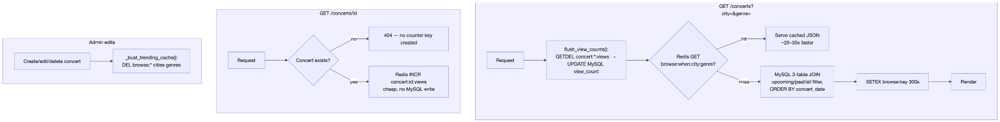 Admin edits
Create/edit/delete concert
_bust_trending_cache():
DEL browse:* cities genres
GET /concerts/id
Request
Concert exists?
no
404 — no counter key
created
yes
Redis INCR
concert:id:views
cheap, no MySQL write
GET /concerts?
city=&genre=
Request
flush_view_counts():
GETDEL concert:*:views →
UPDATE MySQL
view_count
Redis GET
browse:when:city:genre?
hit
Serve cached JSON
~20–30x faster
miss
MySQL 3-table JOIN
upcoming/past/all filter,
ORDER BY concert_date
SETEX browse:key 300s
Render